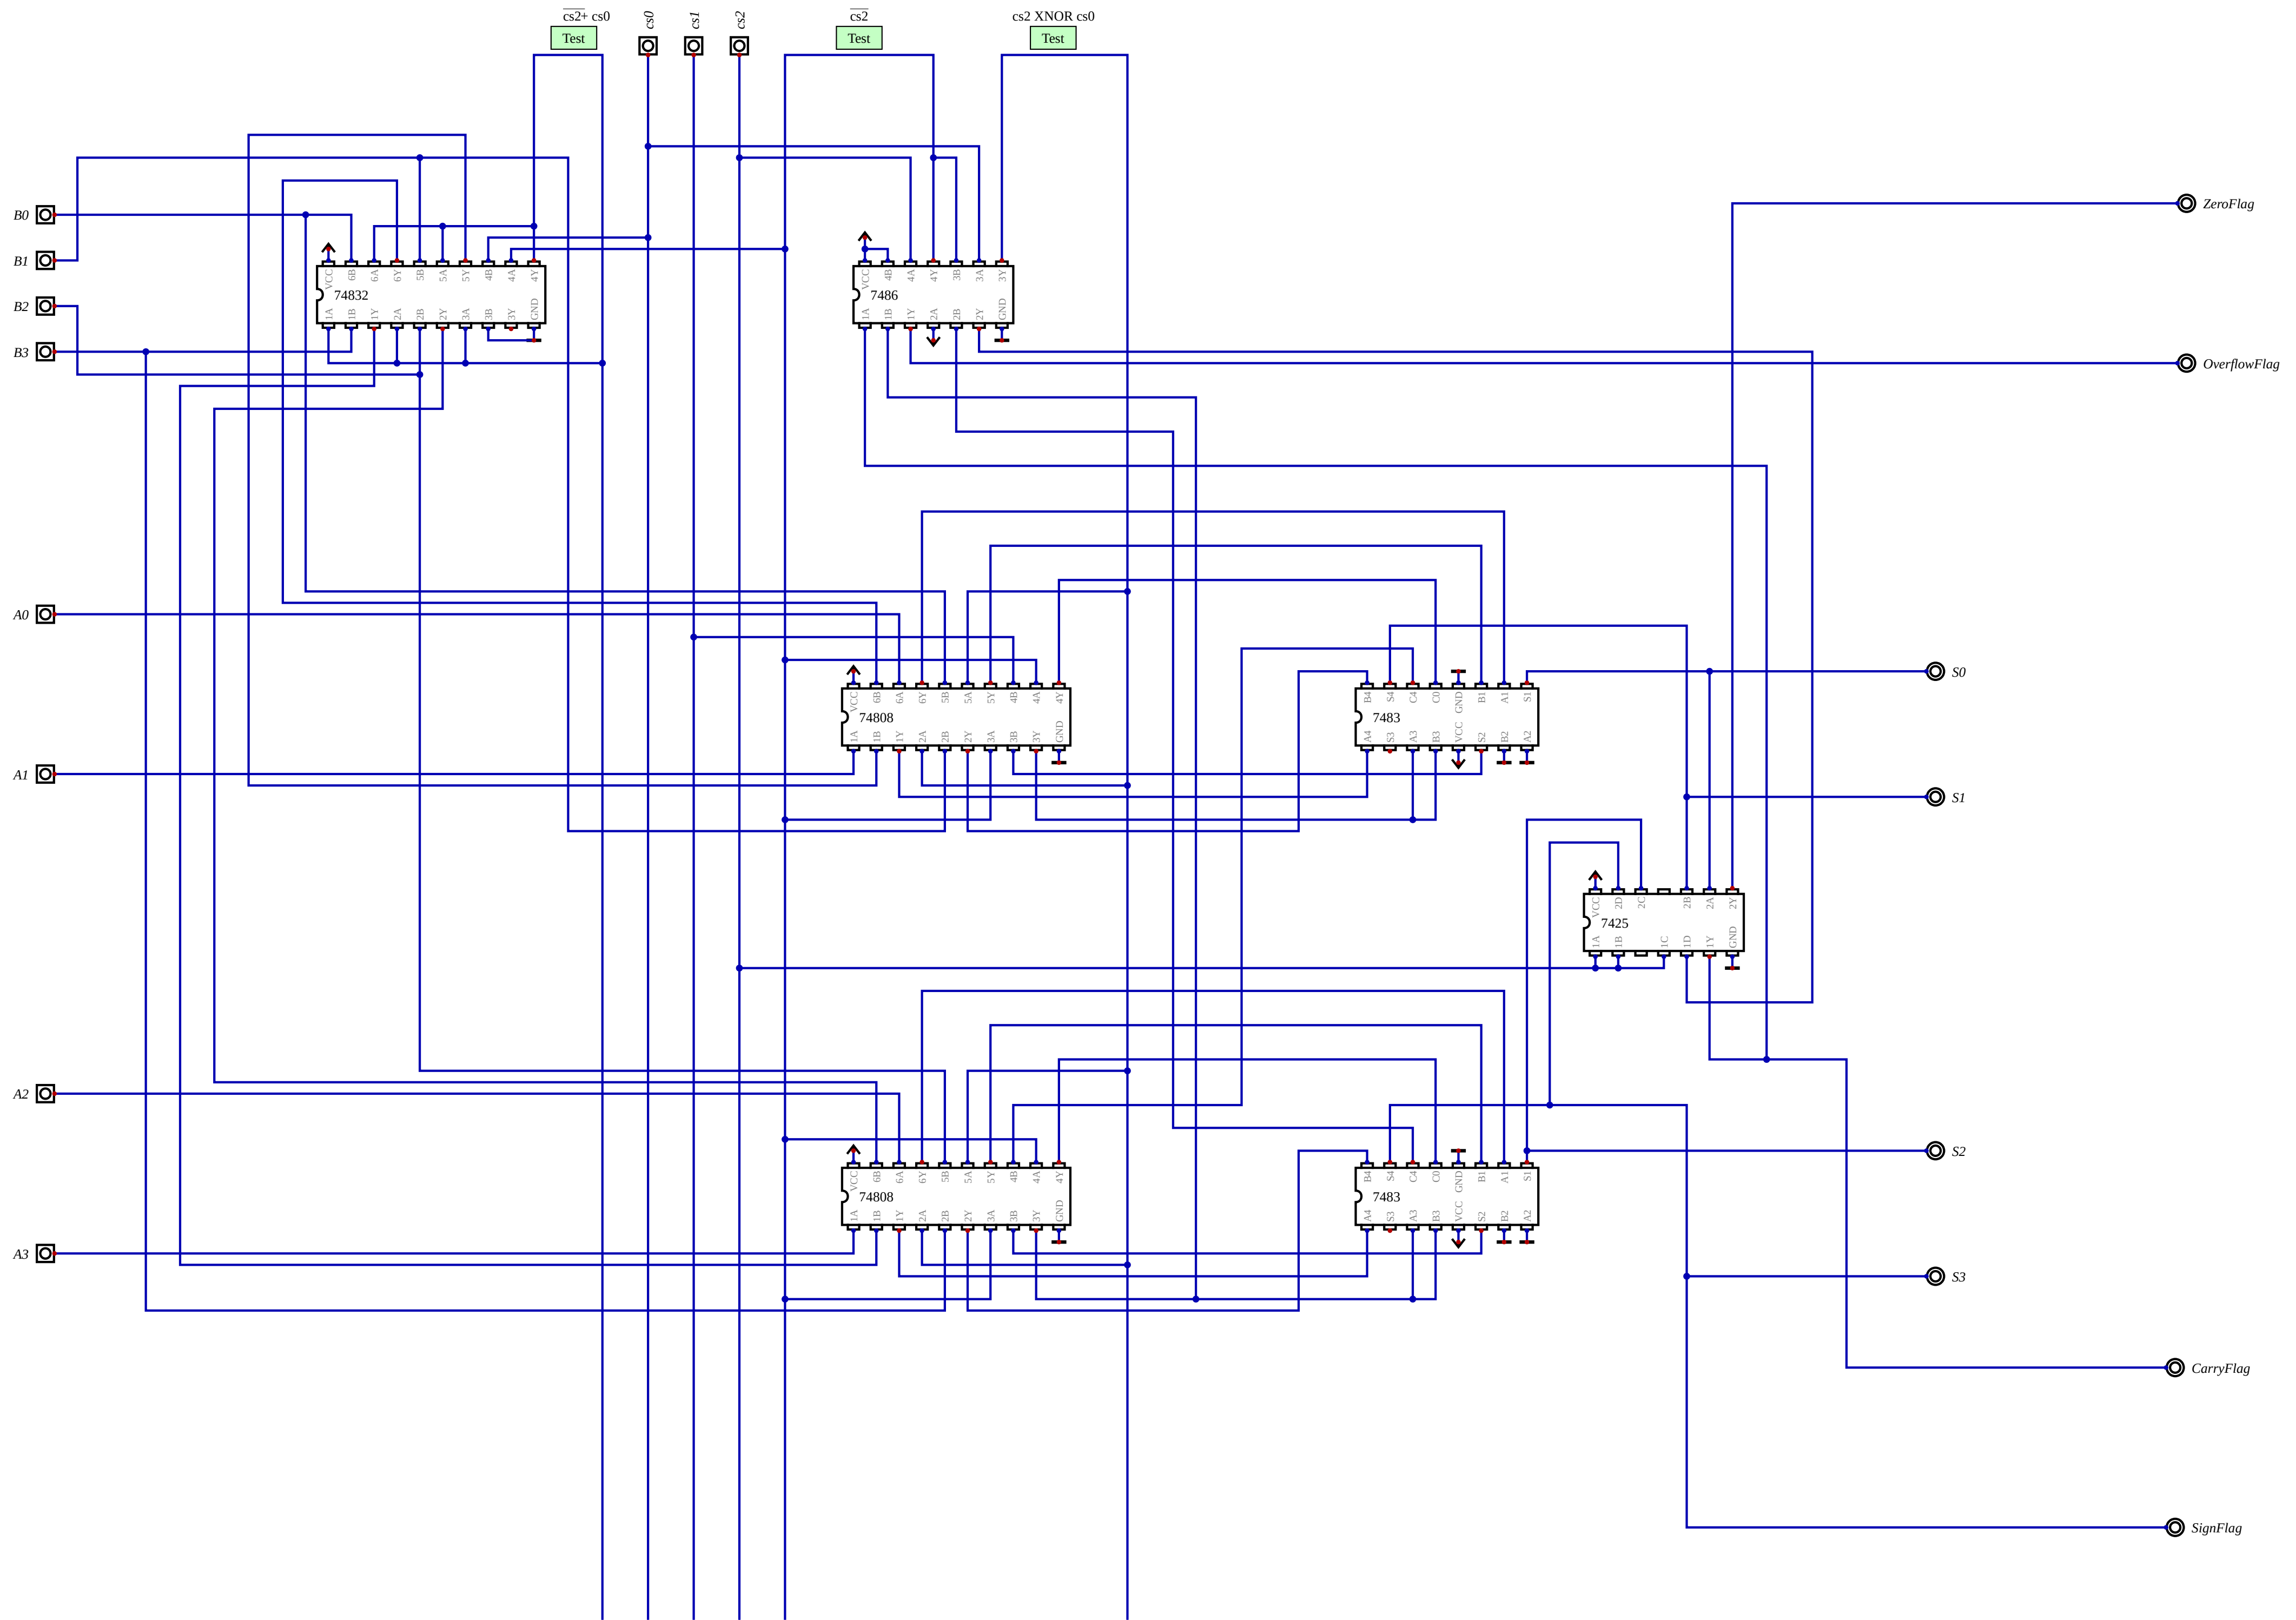 cs2+ cs0
Test
cs0
cs1
cs2
cs2
Test
cs2 XNOR cs0
Test
B0
B1
B2
B3
VCC 6B 6A 6Y 5B 5A 5Y 4B 4A 4Y
74832
1A 1B 1Y 2A 2B 2Y 3A 3B 3Y GND
VCC 4B 4A 4Y 3B 3A 3Y
7486
1A 1B 1Y 2A 2B 2Y GND
ZeroFlag
OverflowFlag
A0
A1
VCC 6B 6A 6Y 5B 5A 5Y 4B 4A 4Y
74808
1A 1B 1Y 2A 2B 2Y 3A 3B 3Y GND
B4 S4 C4 C0 GND B1 A1 S1
7483
A4 S3 A3 B3 VCC S2 B2 A2
S0
S1
VCC 2D 2C 2B 2A 2Y
7425
1A 1B 1C 1D 1Y GND
A2
A3
VCC 6B 6A 6Y 5B 5A 5Y 4B 4A 4Y
74808
1A 1B 1Y 2A 2B 2Y 3A 3B 3Y GND
B4 S4 C4 C0 GND B1 A1 S1
7483
A4 S3 A3 B3 VCC S2 B2 A2
S2
S3
CarryFlag
SignFlag